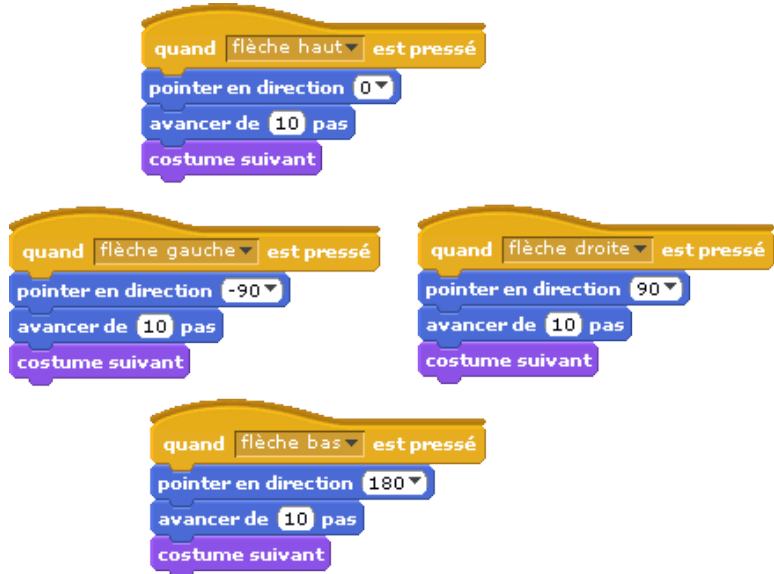 quand flèche haut est pressé
pointer en direction 0
avancer de 10 pas
costume suivant
quand flèche gauche est pressé
pointer en direction -90
avancer de 10 pas
costume suivant
quand flèche droite est pressé
pointer en direction 90
avancer de 10 pas
costume suivant
quand flèche bas est pressé
pointer en direction 180
avancer de 10 pas
costume suivant